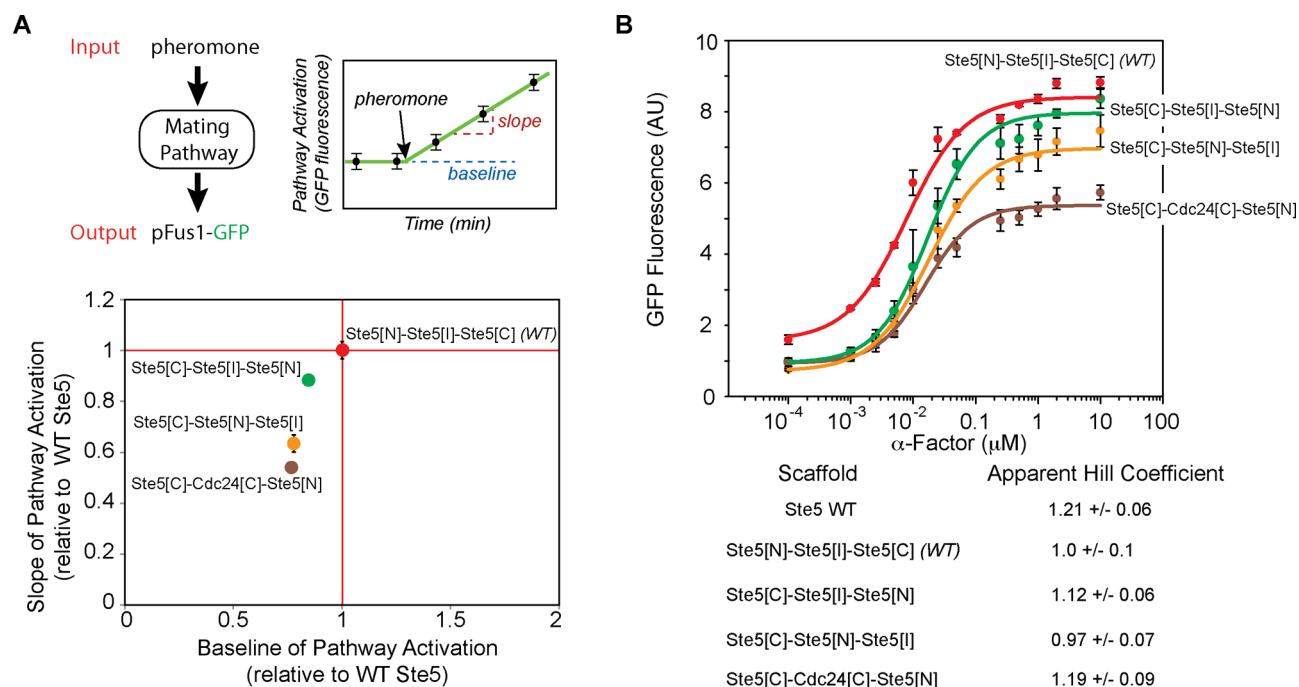 A
Input pheromone
Mating
Pathway
Output pFus1-GFP
Pathway Activation
(GFP fluorescence)
pheromone
slope
baseline
Time (min)
Slope of Pathway Activation
(relative to WT Ste5)
1.2
1
0.8
0.6
0.4
0.2
0
Ste5[N]-Ste5[I]-Ste5[C] (WT)
Ste5[C]-Ste5[I]-Ste5[N]
Ste5[C]-Ste5[N]-Ste5[I]
Ste5[C]-Cdc24[C]-Ste5[N]
0 0.5 1 1.5 2
Baseline of Pathway Activation
(relative to WT Ste5)
B
GFP Fluorescence (AU)
10
8
6
4
2
0
Ste5[N]-Ste5[I]-Ste5[C] (WT)
Ste5[C]-Ste5[I]-Ste5[N]
Ste5[C]-Ste5[N]-Ste5[I]
Ste5[C]-Cdc24[C]-Ste5[N]
10⁻⁴ 10⁻³ 10⁻² 0.1 1 10 100
α-Factor (μM)
Scaffold Apparent Hill Coefficient
Ste5 WT 1.21 +/- 0.06
Ste5[N]-Ste5[I]-Ste5[C] (WT) 1.0 +/- 0.1
Ste5[C]-Ste5[I]-Ste5[N] 1.12 +/- 0.06
Ste5[C]-Ste5[N]-Ste5[I] 0.97 +/- 0.07
Ste5[C]-Cdc24[C]-Ste5[N] 1.19 +/- 0.09